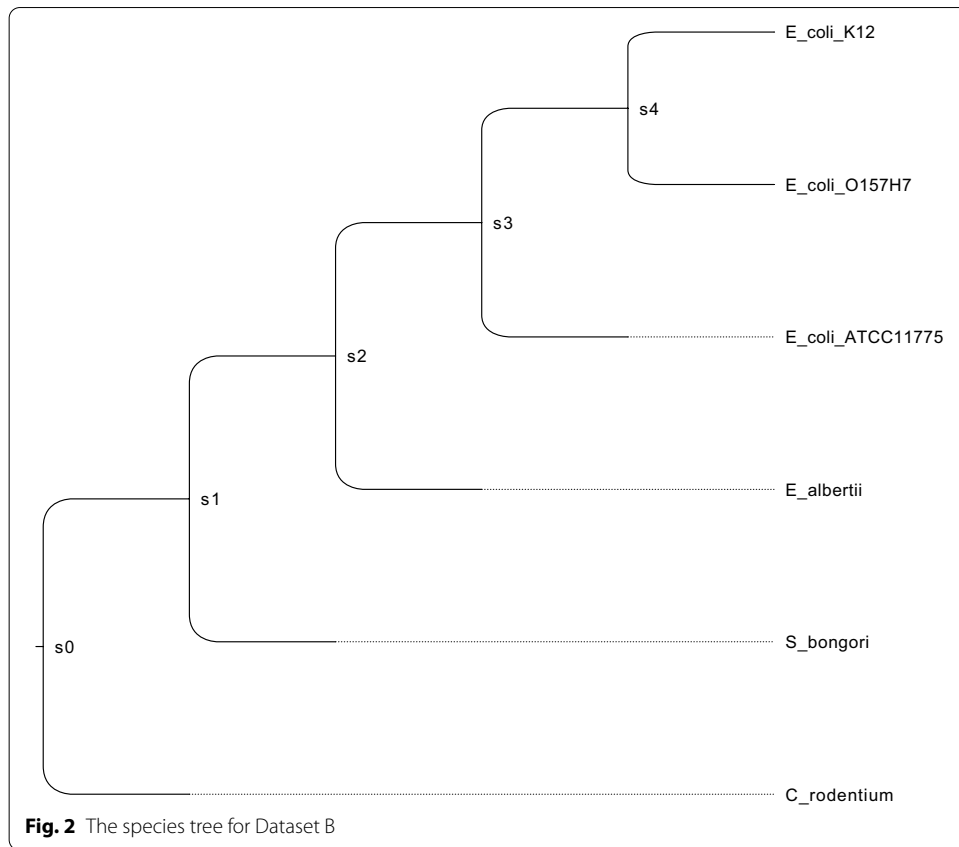 E_coli_K12
s4
E_coli_O157H7
s3
E_coli_ATCC11775
s2
E_albertii
s1
S_bongori
s0
C_rodentium
Fig. 2 The species tree for Dataset B